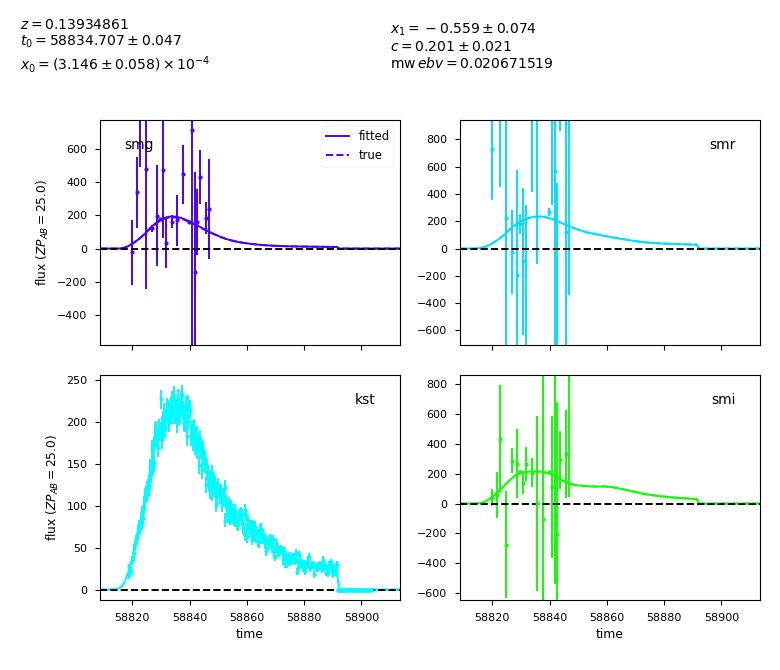 z = 0.13934861
t₀ = 58834.707 ± 0.047
x₀ = (3.146 ± 0.058) × 10⁻⁴
x₁ = −0.559 ± 0.074
c = 0.201 ± 0.021
mw ebv = 0.020671519
smg
fitted
true
600
400
200
0
−200
−400
flux (ZP_AB = 25.0)
smr
800
600
400
200
0
−200
−400
−600
kst
250
200
150
100
50
0
flux (ZP_AB = 25.0)
58820 58840 58860 58880 58900
time
smi
800
600
400
200
0
−200
−400
−600
58820 58840 58860 58880 58900
time